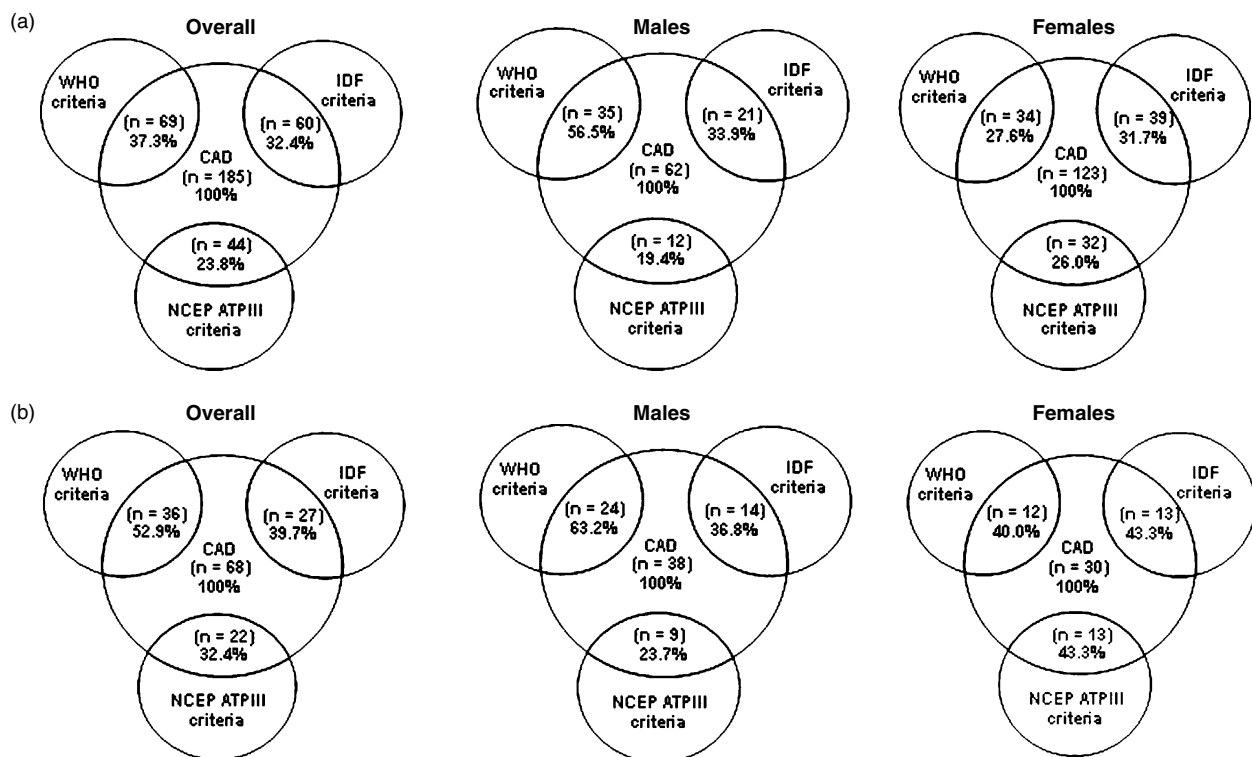 (a)
Overall
WHO
criteria
IDF
criteria
(n = 69)
37.3%
(n = 60)
32.4%
CAD
(n = 185)
100%
(n = 44)
23.8%
NCEP ATPIII
criteria
Males
WHO
criteria
IDF
criteria
(n = 35)
56.5%
(n = 21)
33.9%
CAD
(n = 62)
100%
(n = 12)
19.4%
NCEP ATPIII
criteria
Females
WHO
criteria
IDF
criteria
(n = 34)
27.6%
(n = 39)
31.7%
CAD
(n = 123)
100%
(n = 32)
26.0%
NCEP ATPIII
criteria
(b)
Overall
WHO
criteria
IDF
criteria
(n = 36)
52.9%
(n = 27)
39.7%
CAD
(n = 68)
100%
(n = 22)
32.4%
NCEP ATPIII
criteria
Males
WHO
criteria
IDF
criteria
(n = 24)
63.2%
(n = 14)
36.8%
CAD
(n = 38)
100%
(n = 9)
23.7%
NCEP ATPIII
criteria
Females
WHO
criteria
IDF
criteria
(n = 12)
40.0%
(n = 13)
43.3%
CAD
(n = 30)
100%
(n = 13)
43.3%
NCEP ATPIII
criteria